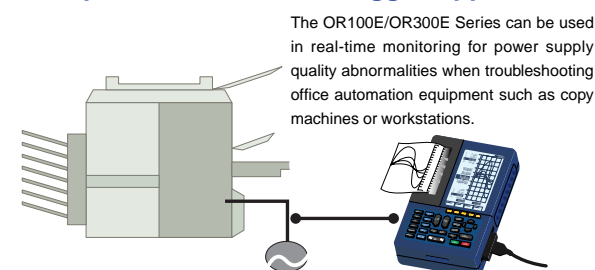 The OR100E/OR300E Series can be used
in real-time monitoring for power supply
quality abnormalities when troubleshooting
office automation equipment such as copy
machines or workstations.